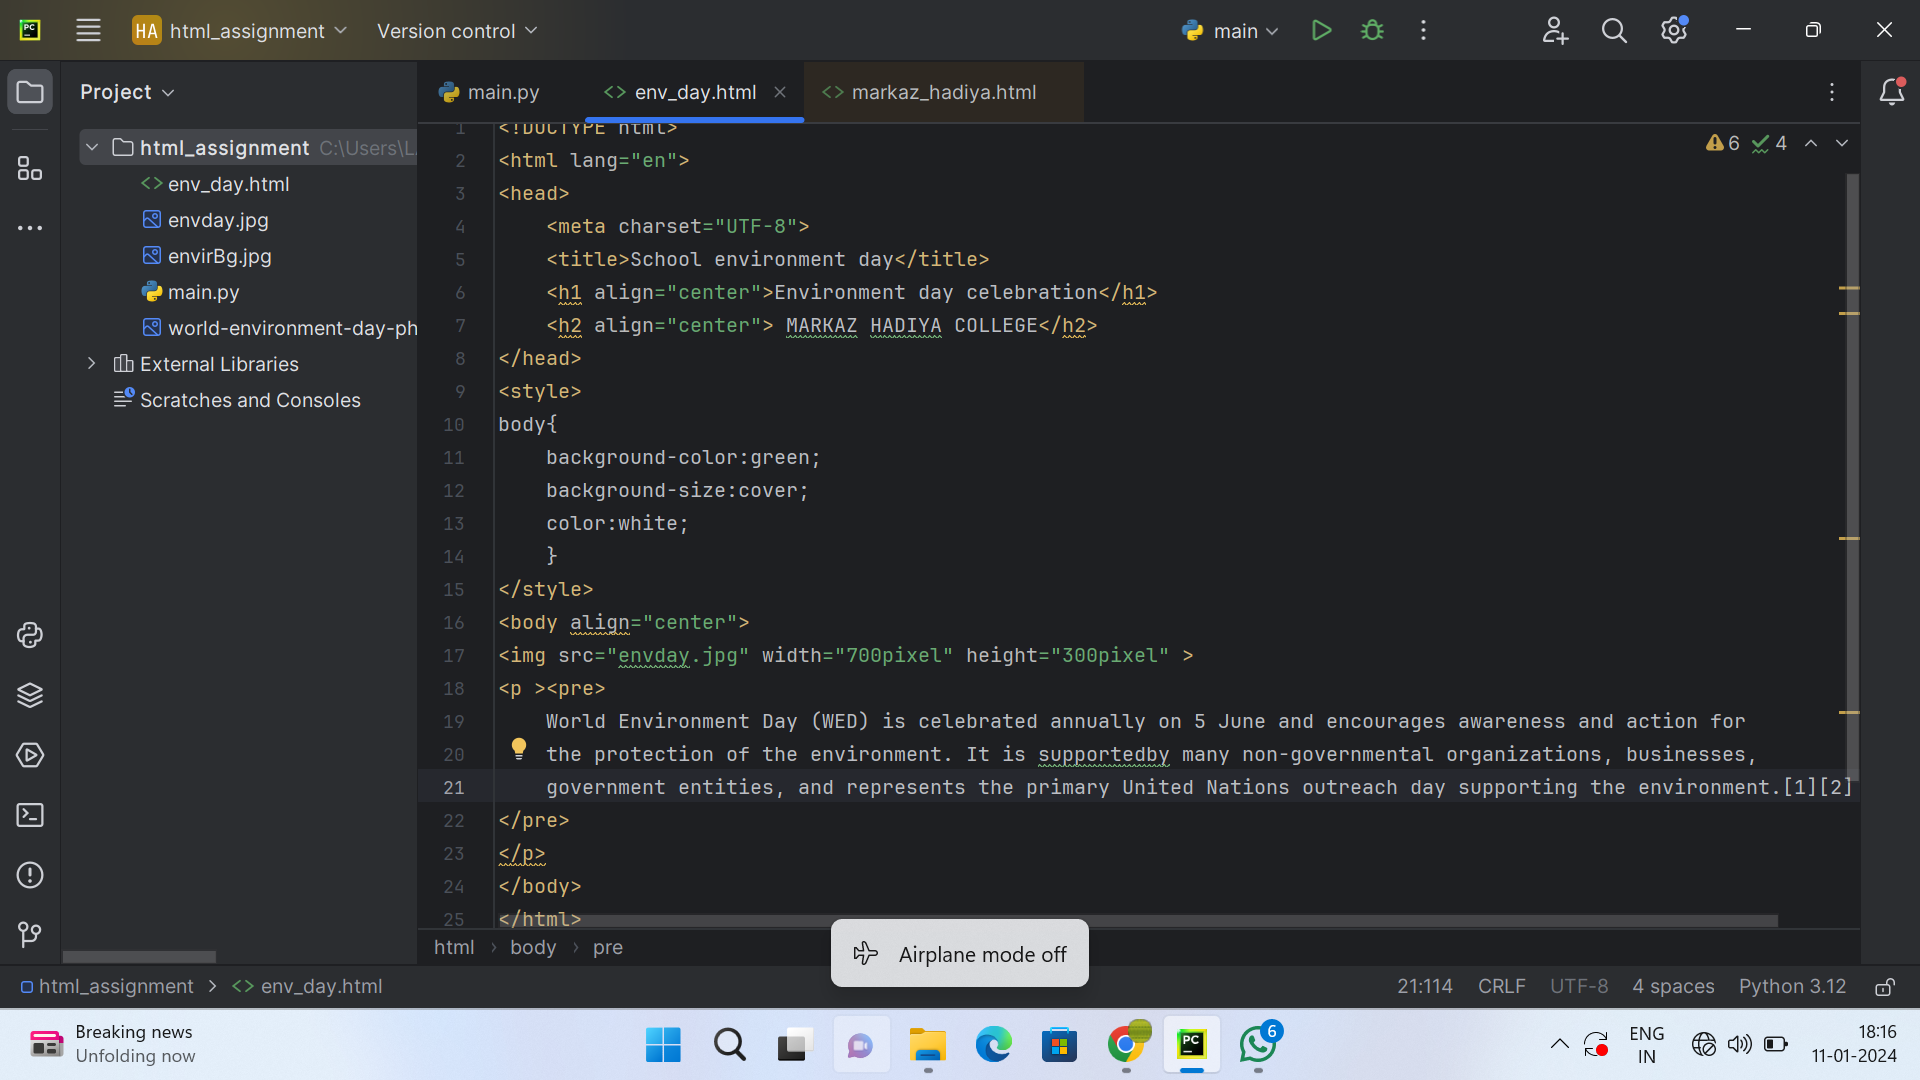 PC HA html_assignment Version control main
Project main.py env_day.html markaz_hadiya.html
html_assignment C:\Users\L
env_day.html
envday.jpg
envirBg.jpg
main.py
world-environment-day-ph
External Libraries
Scratches and Consoles
6 4
1 <!DOCTYPE html>
2 <html lang="en">
3 <head>
4     <meta charset="UTF-8">
5     <title>School environment day</title>
6     <h1 align="center">Environment day celebration</h1>
7     <h2 align="center"> MARKAZ HADIYA COLLEGE</h2>
8 </head>
9 <style>
10 body{
11     background-color:green;
12     background-size:cover;
13     color:white;
14     }
15 </style>
16 <body align="center">
17 <img src="envday.jpg" width="700pixel" height="300pixel" >
18 <p ><pre>
19     World Environment Day (WED) is celebrated annually on 5 June and encourages awareness and action for
20     the protection of the environment. It is supportedby many non-governmental organizations, businesses,
21     government entities, and represents the primary United Nations outreach day supporting the environment.[1][2]
22 </pre>
23 </p>
24 </body>
25 </html>
html › body › pre
Airplane mode off
html_assignment > <> env_day.html 21:114 CRLF UTF-8 4 spaces Python 3.12
Breaking news
Unfolding now
PC
6
ENG
IN
18:16
11-01-2024